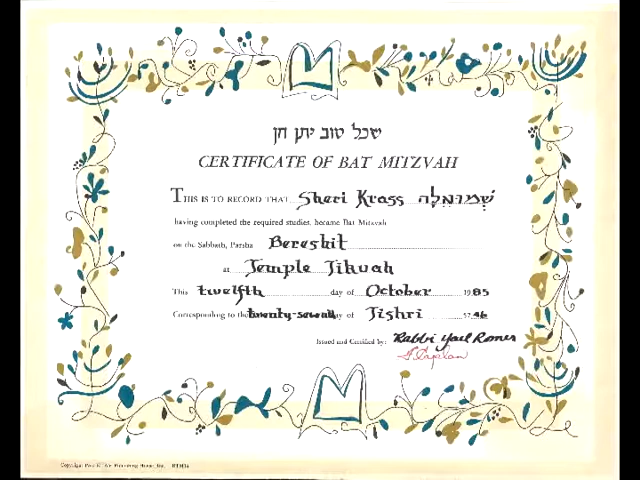 שכל טוב יתן חן
CERTIFICATE OF BAT MITZVAH
THIS IS TO RECORD THAT Sheri Kross שמואלה
having completed the required studies, became Bat Mitzvah
on the Sabbath, Parsha Bereshit
at Temple Tikvah
This twelfth day of October 1985
Corresponding to the twenty-seventh day of Tishri 5746
Issued and Certified by: Rabbi Yael Romer
Copyright